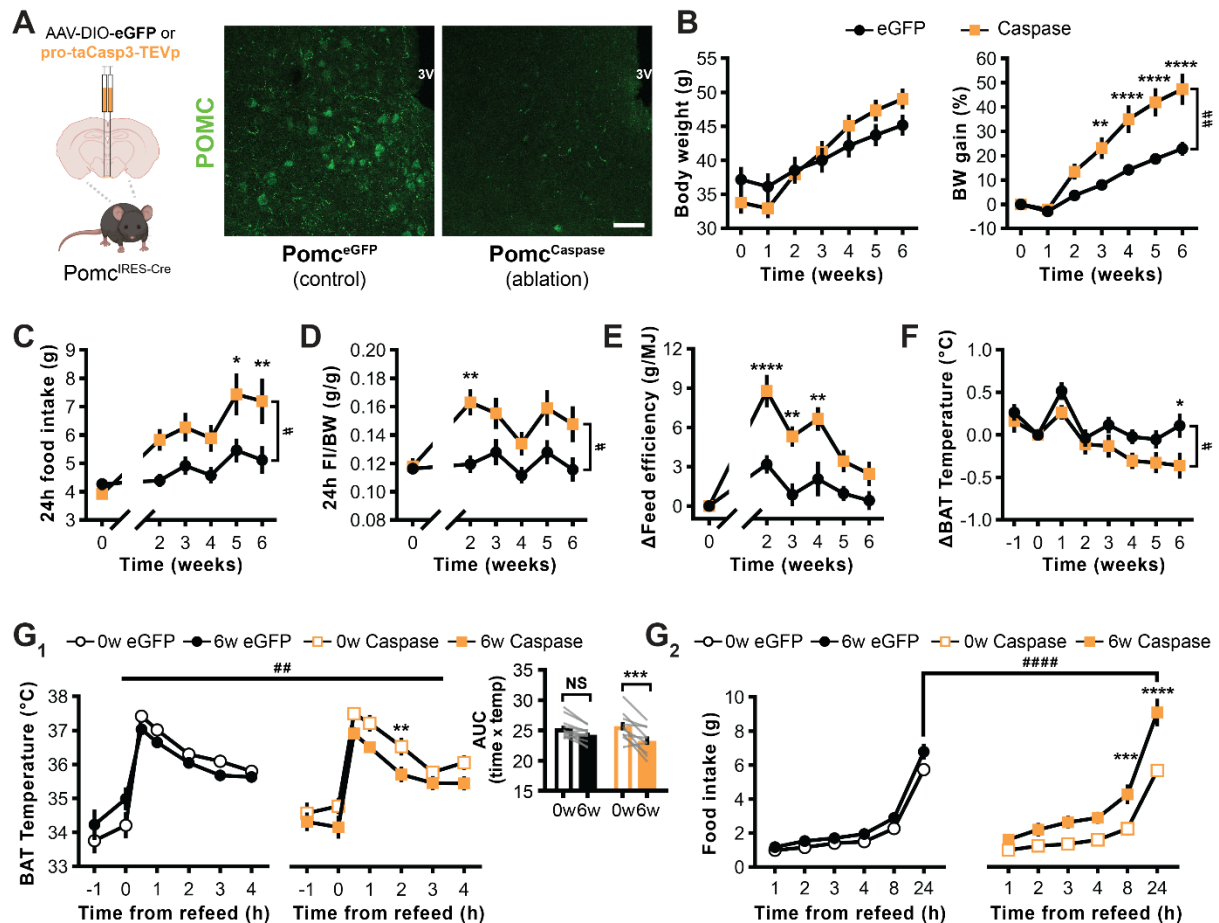 A
AAV-DIO-eGFP or
pro-taCasp3-TEVp
Pomc^IRES-Cre
POMC
3V
3V
Pomc^eGFP
(control)
Pomc^Caspase
(ablation)
B
eGFP
Caspase
Body weight (g)
50
45
40
35
30
0 1 2 3 4 5 6
Time (weeks)
BW gain (%)
60
50
40
30
20
10
0
-10
** **** **** ****
##
0 1 2 3 4 5 6
Time (weeks)
C
24h food intake (g)
9
8
7
6
5
4
3
* **
#
0 2 3 4 5 6
Time (weeks)
D
24h FI/BW (g/g)
0.20
0.18
0.16
0.14
0.12
0.10
0.08
**
#
0 2 3 4 5 6
Time (weeks)
E
ΔFeed efficiency (g/MJ)
12
9
6
3
0
**** ** **
0 2 3 4 5 6
Time (weeks)
F
ΔBAT Temperature (°C)
1.0
0.5
0.0
-0.5
-1.0
*
#
-1 0 1 2 3 4 5 6
Time (weeks)
G1
0w eGFP 6w eGFP 0w Caspase 6w Caspase
##
BAT Temperature (°C)
38
37
36
35
34
33
**
-1 0 1 2 3 4
Time from refeed (h)
-1 0 1 2 3 4
Time from refeed (h)
AUC
(time x temp)
35
30
25
20
15
NS ***
0w6w 0w6w
G2
0w eGFP 6w eGFP 0w Caspase 6w Caspase
####
Food intake (g)
10
8
6
4
2
0
*** ****
1 2 3 4 8 24
Time from refeed (h)
1 2 3 4 8 24
Time from refeed (h)